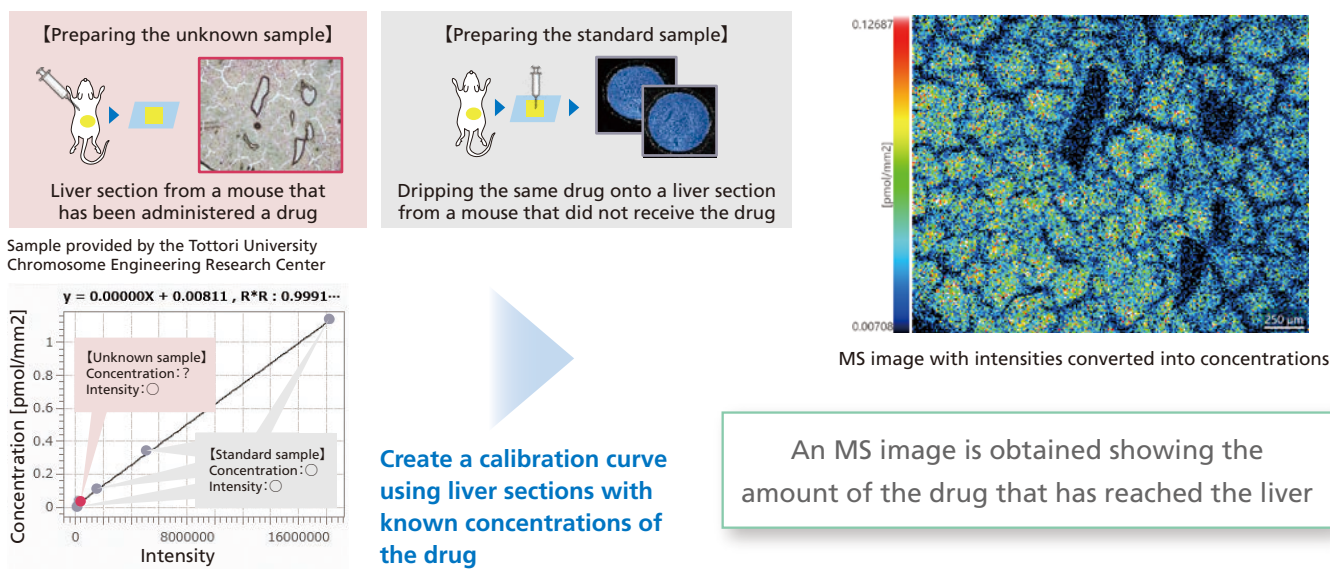 【Preparing the unknown sample】
Liver section from a mouse that
has been administered a drug
Sample provided by the Tottori University
Chromosome Engineering Research Center
【Preparing the standard sample】
Dripping the same drug onto a liver section
from a mouse that did not receive the drug
y = 0.00000X + 0.00811 , R*R : 0.9991···
Concentration [pmol/mm2]
1
0.8
0.6
0.4
0.2
0
【Unknown sample】
Concentration:?
Intensity:○
【Standard sample】
Concentration:○
Intensity:○
0
8000000
16000000
Intensity
Create a calibration curve
using liver sections with
known concentrations of
the drug
0.12687
[pmol/mm2]
0.00708
250 µm
MS image with intensities converted into concentrations
An MS image is obtained showing the
amount of the drug that has reached the liver